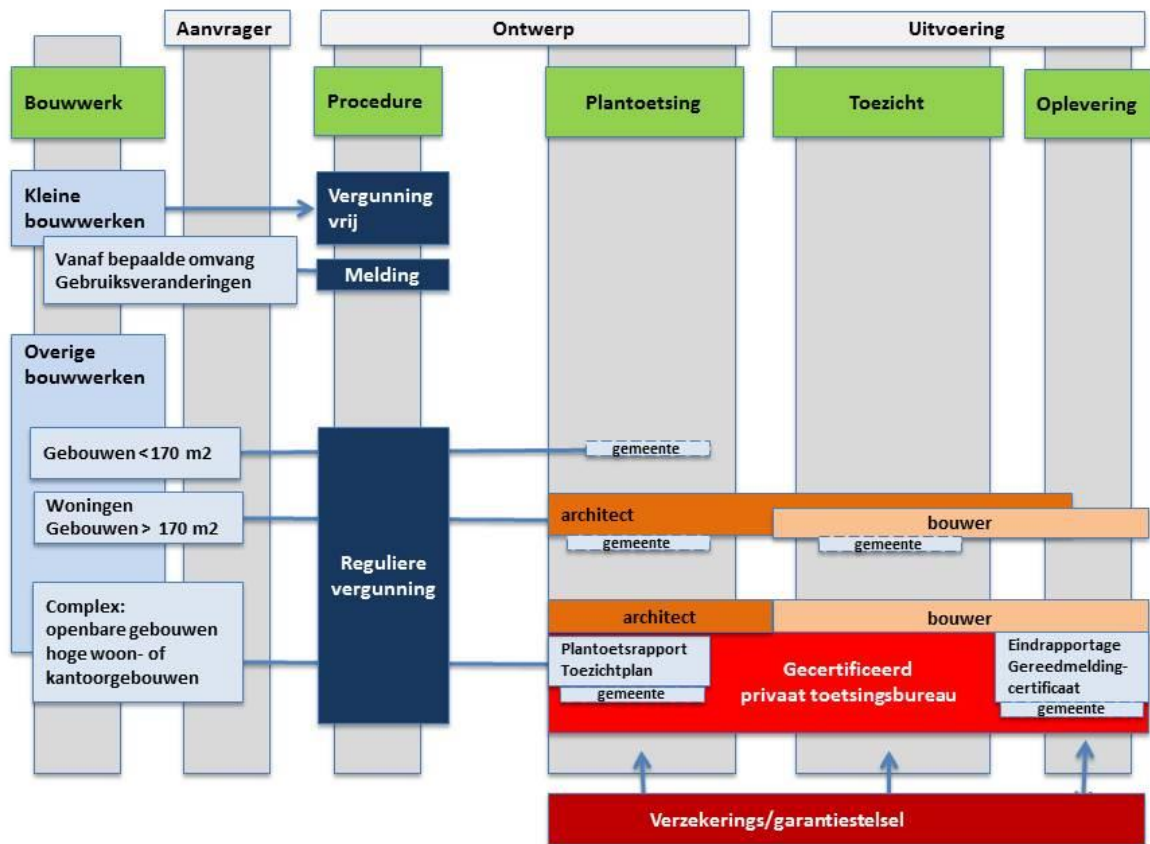 Aanvrager
Ontwerp
Uitvoering
Bouwwerk
Procedure
Plantoetsing
Toezicht
Oplevering
Kleine
bouwwerken
Vergunning
vrij
Vanaf bepaalde omvang
Gebruiksveranderingen
Melding
Overige
bouwwerken
Gebouwen <170 m2
gemeente
Woningen
Gebouwen > 170 m2
architect
bouwer
gemeente
gemeente
Reguliere
vergunning
Complex:
openbare gebouwen
hoge woon- of
kantoorgebouwen
architect
bouwer
Plantoetsrapport
Toezichtplan
gemeente
Gecertificeerd
privaat toetsingsbureau
Eindrapportage
Gereedmelding-
certificaat
gemeente
Verzekerings/garantiestelsel